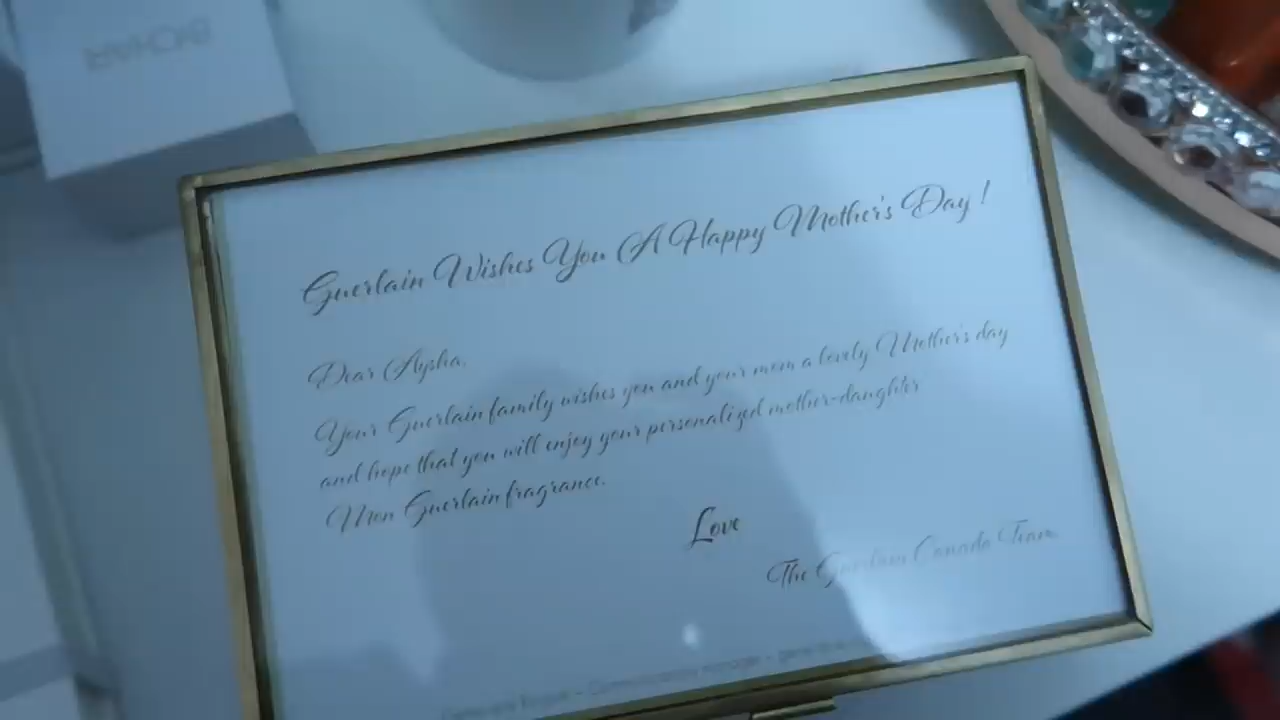 Guerlain Wishes You A Happy Mother's Day !
Dear Aysha,
Your Guerlain family wishes you and your mom a lovely Mother's day
and hope that you will enjoy your personalized mother-daughter
Mon Guerlain fragrance.
Love
The Guerlain Canada Team